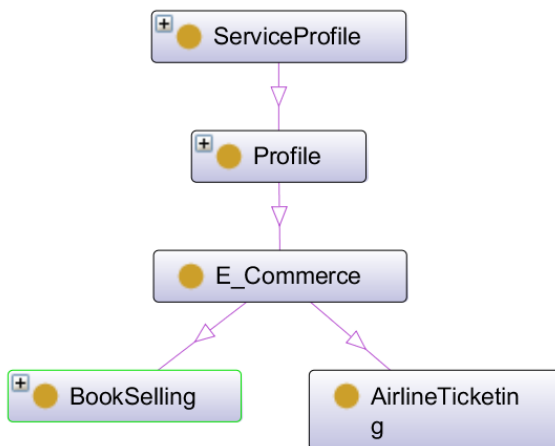 ServiceProfile
Profile
E_Commerce
BookSelling
AirlineTicketin
g